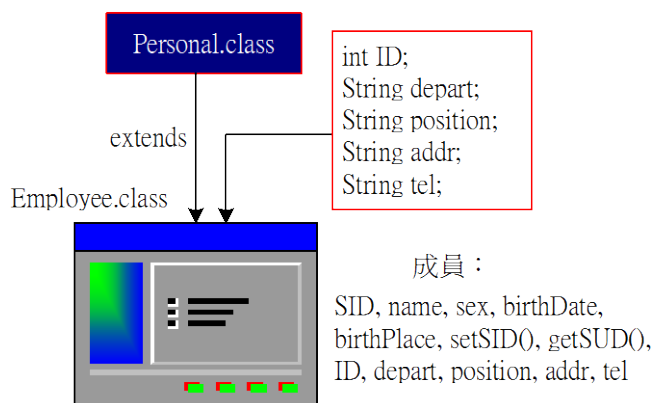 Personal.class
int ID;
String depart;
String position;
String addr;
String tel;
extends
Employee.class
成員：
SID, name, sex, birthDate,
birthPlace, setSID(), getSUD(),
ID, depart, position, addr, tel